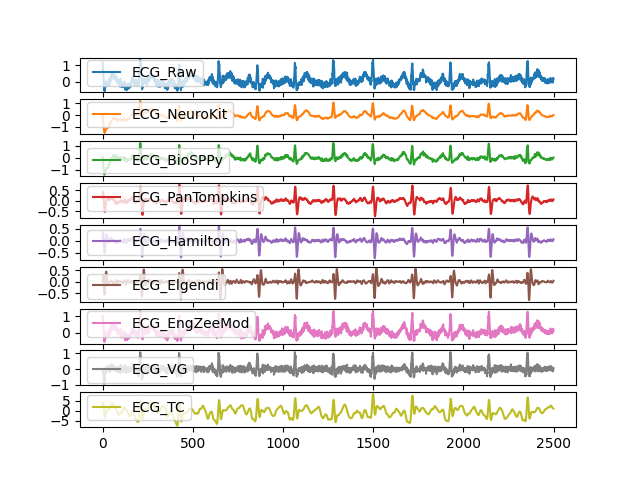 1
0
ECG_Raw
1
0
−1
ECG_NeuroKit
1
0
−1
ECG_BioSPPy
0.5
0.0
−0.5
ECG_PanTompkins
0.5
0.0
−0.5
ECG_Hamilton
0.5
0.0
−0.5
ECG_Elgendi
1
0
ECG_EngZeeMod
1
0
−1
ECG_VG
5
0
−5
ECG_TC
0 500 1000 1500 2000 2500